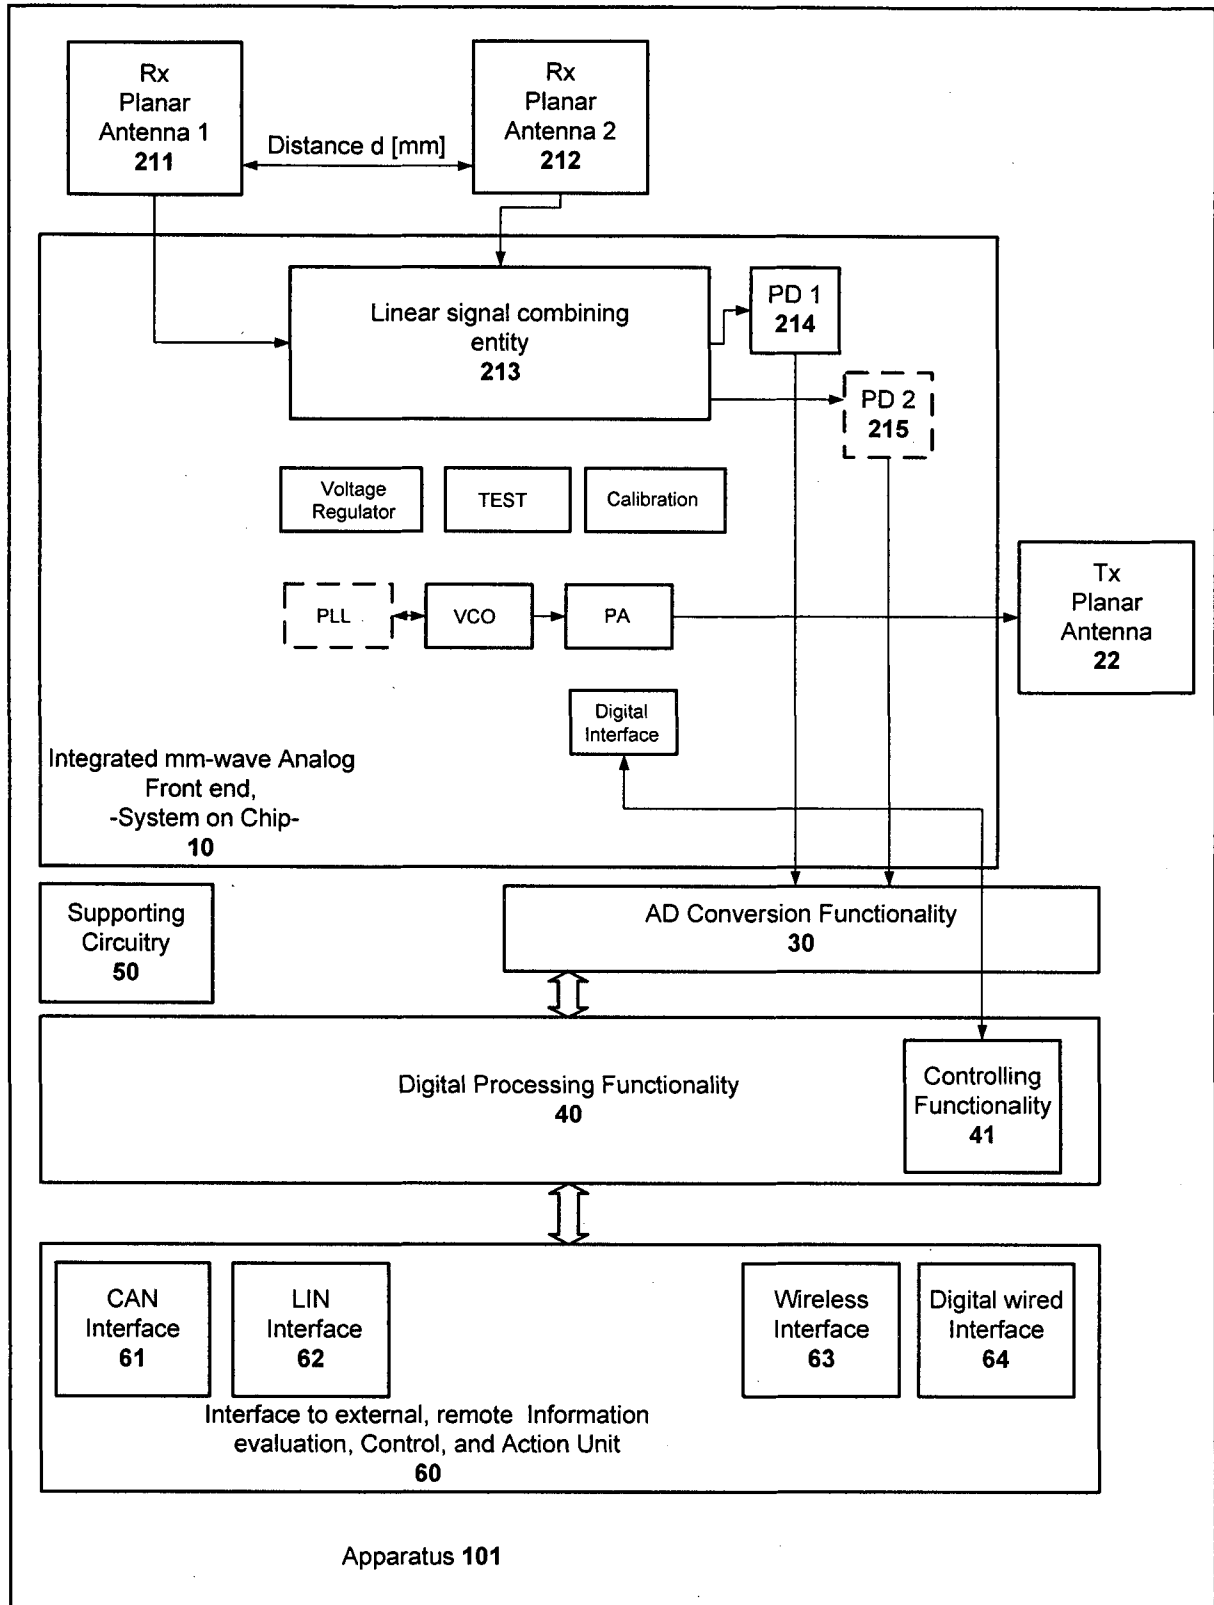 Rx
Planar
Antenna 1
211
Distance d [mm]
Rx
Planar
Antenna 2
212
Linear signal combining
entity
213
PD 1
214
PD 2
215
Voltage
Regulator
TEST
Calibration
PLL
VCO
PA
Tx
Planar
Antenna
22
Digital
Interface
Integrated mm-wave Analog
Front end,
-System on Chip-
10
Supporting
Circuitry
50
AD Conversion Functionality
30
Digital Processing Functionality
40
Controlling
Functionality
41
CAN
Interface
61
LIN
Interface
62
Wireless
Interface
63
Digital wired
Interface
64
Interface to external, remote Information
evaluation, Control, and Action Unit
60
Apparatus 101